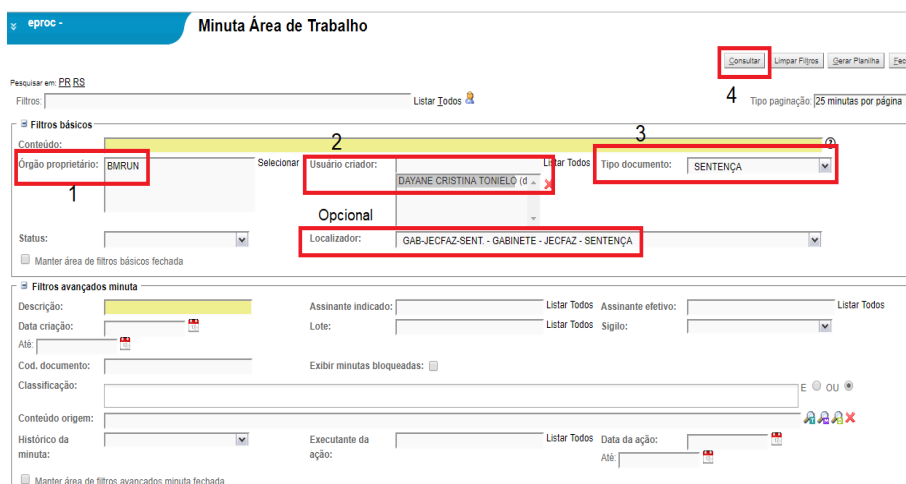 eproc -
Minuta Área de Trabalho
Consultar Limpar Filtros Gerar Planilha
Pesquisar em: PR RS
4
Filtros: Listar Todos Tipo paginação: 25 minutas por página
Filtros básicos
2 3
Conteúdo:
Órgão proprietário: BMRUN Selecionar Usuário criador: Listar Todos Tipo documento: SENTENÇA
DAYANE CRISTINA TONIELO (d
1
Opcional
Status: Localizador: GAB-JECFAZ-SENT. - GABINETE - JECFAZ - SENTENÇA
Manter área de filtros básicos fechada
Filtros avançados minuta
Descrição: Assinante indicado: Listar Todos Assinante efetivo: Listar Todos
Data criação: Lote: Listar Todos Sigilo:
Até:
Cod. documento: Exibir minutas bloqueadas:
Classificação: E OU
Conteúdo origem:
Histórico da minuta: Executante da ação: Listar Todos Data da ação:
Até:
Manter área de filtros avançados minuta fechada